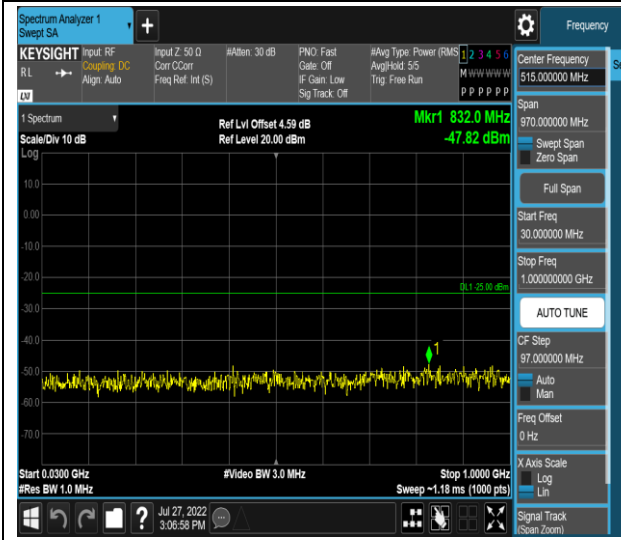 Spectrum Analyzer 1
Swept SA
+
Frequency
KEYSIGHT
RL
LXI
Input: RF
Coupling: DC
Align: Auto
Input Z: 50 Ω
Corr CCorr
Freq Ref: Int (S)
#Atten: 30 dB
PNO: Fast
Gate: Off
IF Gain: Low
Sig Track: Off
#Avg Type: Power (RMS
Avg|Hold: 5/5
Trig: Free Run
1 2 3 4 5 6
M W W W W W
P P P P P P
1 Spectrum
Scale/Div 10 dB
Log
Ref Lvl Offset 4.59 dB
Ref Level 20.00 dBm
Mkr1 832.0 MHz
-47.82 dBm
10.0
0.00
-10.0
-20.0
DL1 -25.00 dBm
-30.0
-40.0
1
-50.0
-60.0
-70.0
Start 0.0300 GHz
#Res BW 1.0 MHz
#Video BW 3.0 MHz
Stop 1.0000 GHz
Sweep ~1.18 ms (1000 pts)
?
Jul 27, 2022
3:06:58 PM
Center Frequency
515.000000 MHz
Span
970.000000 MHz
Swept Span
Zero Span
Full Span
Start Freq
30.000000 MHz
Stop Freq
1.000000000 GHz
AUTO TUNE
CF Step
97.000000 MHz
Auto
Man
Freq Offset
0 Hz
X Axis Scale
Log
Lin
Signal Track
(Span Zoom)